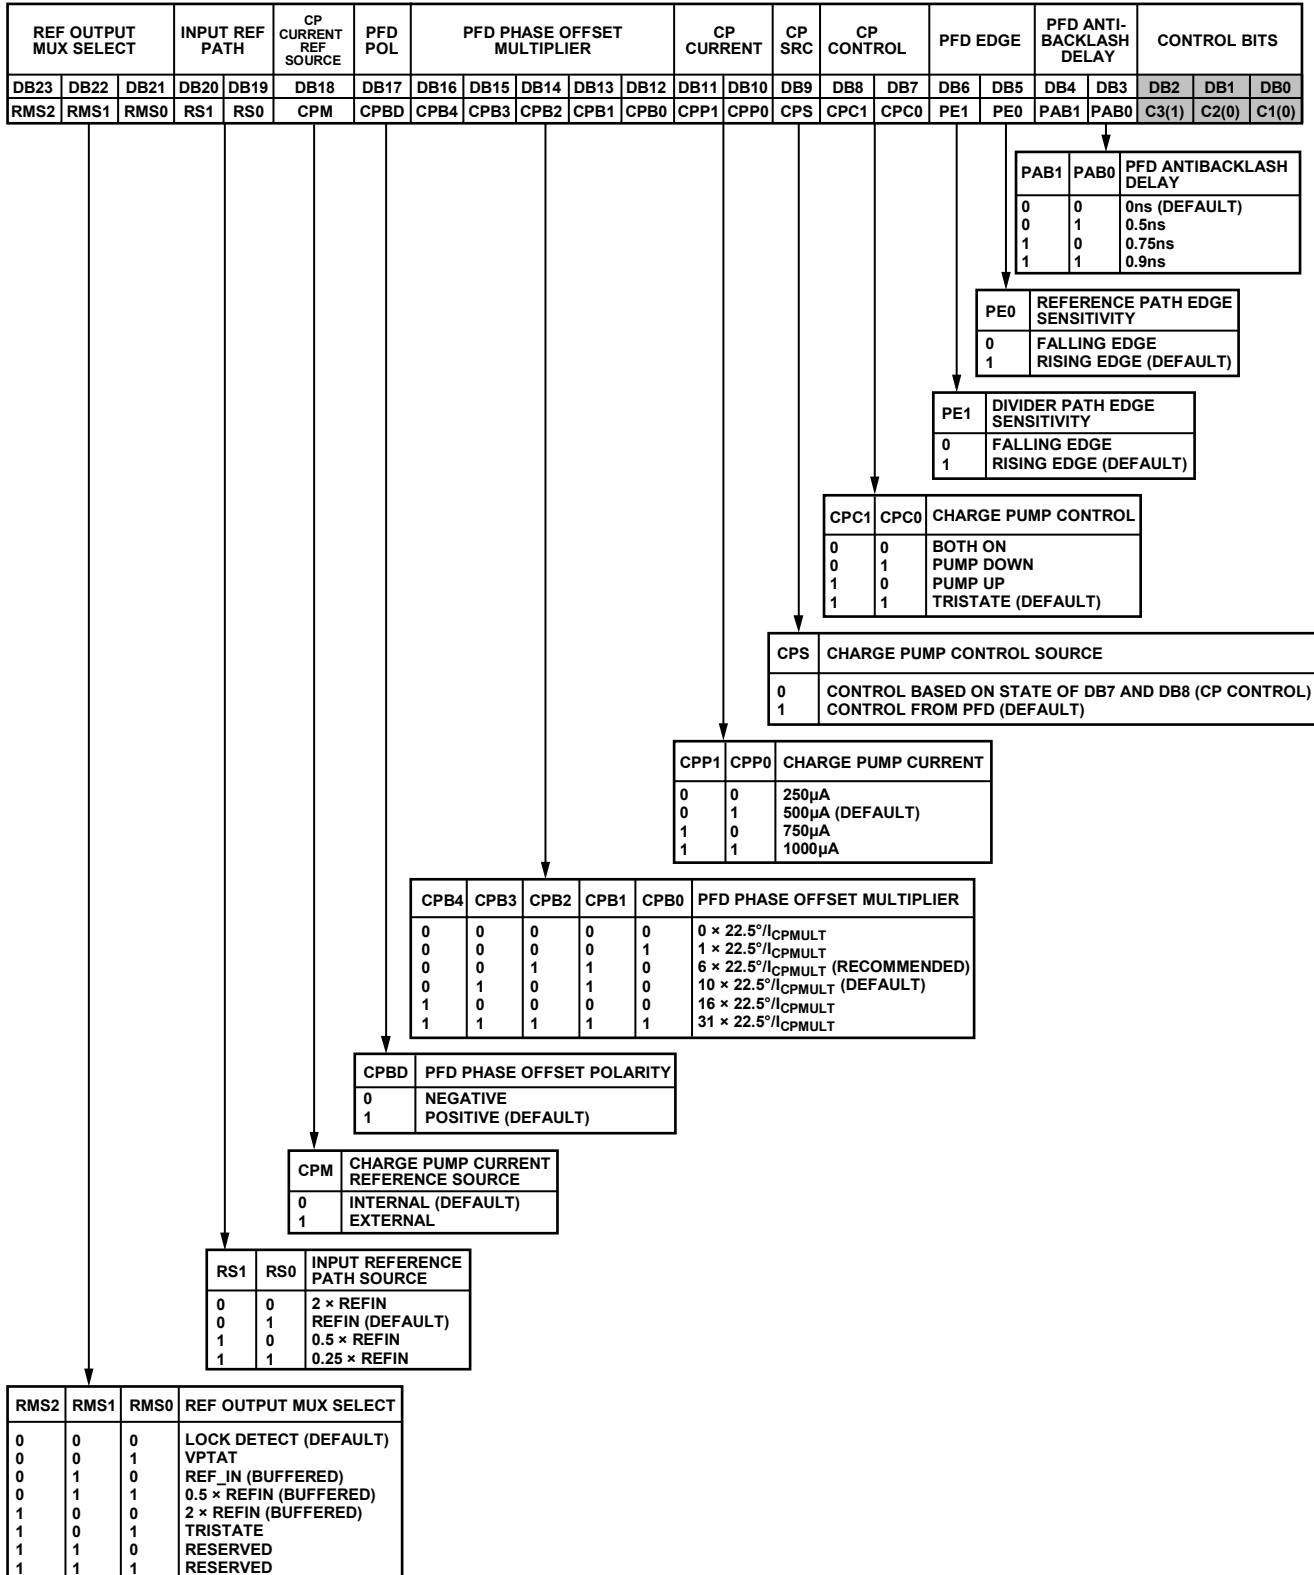 REF OUTPUT MUX SELECT INPUT REF PATH CP CURRENT REF SOURCE PFD POL PFD PHASE OFFSET MULTIPLIER CP CURRENT CP SRC CP CONTROL PFD EDGE PFD ANTI-BACKLASH DELAY CONTROL BITS
DB23 DB22 DB21 DB20 DB19 DB18 DB17 DB16 DB15 DB14 DB13 DB12 DB11 DB10 DB9 DB8 DB7 DB6 DB5 DB4 DB3 DB2 DB1 DB0
RMS2 RMS1 RMS0 RS1 RS0 CPM CPBD CPB4 CPB3 CPB2 CPB1 CPB0 CPP1 CPP0 CPS CPC1 CPC0 PE1 PE0 PAB1 PAB0 C3(1) C2(0) C1(0)
PAB1 PAB0 PFD ANTIBACKLASH DELAY
0 0 0ns (DEFAULT)
0 1 0.5ns
1 0 0.75ns
1 1 0.9ns
PE0 REFERENCE PATH EDGE SENSITIVITY
0 FALLING EDGE
1 RISING EDGE (DEFAULT)
PE1 DIVIDER PATH EDGE SENSITIVITY
0 FALLING EDGE
1 RISING EDGE (DEFAULT)
CPC1 CPC0 CHARGE PUMP CONTROL
0 0 BOTH ON
0 1 PUMP DOWN
1 0 PUMP UP
1 1 TRISTATE (DEFAULT)
CPS CHARGE PUMP CONTROL SOURCE
0 CONTROL BASED ON STATE OF DB7 AND DB8 (CP CONTROL)
1 CONTROL FROM PFD (DEFAULT)
CPP1 CPP0 CHARGE PUMP CURRENT
0 0 250µA
0 1 500µA (DEFAULT)
1 0 750µA
1 1 1000µA
CPB4 CPB3 CPB2 CPB1 CPB0 PFD PHASE OFFSET MULTIPLIER
0 0 0 0 0 0 × 22.5°/ICPMULT
0 0 0 0 1 1 × 22.5°/ICPMULT
0 0 1 1 0 6 × 22.5°/ICPMULT (RECOMMENDED)
0 1 0 1 0 10 × 22.5°/ICPMULT (DEFAULT)
1 0 0 0 0 16 × 22.5°/ICPMULT
1 1 1 1 1 31 × 22.5°/ICPMULT
CPBD PFD PHASE OFFSET POLARITY
0 NEGATIVE
1 POSITIVE (DEFAULT)
CPM CHARGE PUMP CURRENT REFERENCE SOURCE
0 INTERNAL (DEFAULT)
1 EXTERNAL
RS1 RS0 INPUT REFERENCE PATH SOURCE
0 0 2 × REFIN
0 1 REFIN (DEFAULT)
1 0 0.5 × REFIN
1 1 0.25 × REFIN
RMS2 RMS1 RMS0 REF OUTPUT MUX SELECT
0 0 0 LOCK DETECT (DEFAULT)
0 0 1 VPTAT
0 1 0 REF_IN (BUFFERED)
0 1 1 0.5 × REFIN (BUFFERED)
1 0 0 2 × REFIN (BUFFERED)
1 0 1 TRISTATE
1 1 0 RESERVED
1 1 1 RESERVED